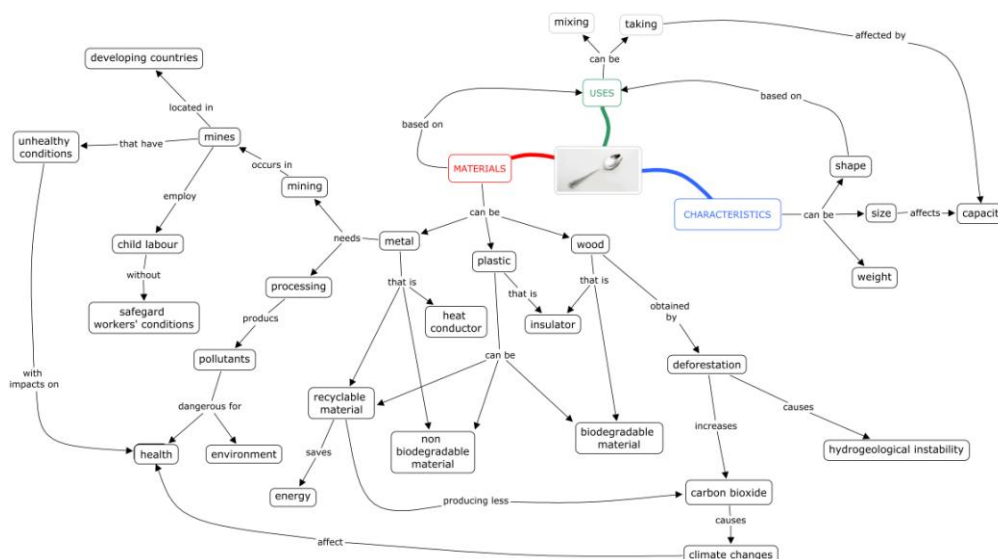 mixing
taking
affected by
can be
developing countries
USES
based on
based on
located in
unhealthy
conditions
that have
mines
occurs in
MATERIALS
shape
mining
employ
can be
CHARACTERISTICS
can be
size
affects
capacit
child labour
needs
metal
wood
plastic
weight
without
processing
that is
that is
that is
safegard
workers' conditions
producs
heat
conductor
insulator
obtained
by
pollutants
can be
deforestation
with
impacts on
dangerous for
recyclable
material
causes
increases
health
environment
saves
non
biodegradable
material
biodegradable
material
hydrogeological instability
energy
producing less
carbon bioxide
causes
affect
climate changes